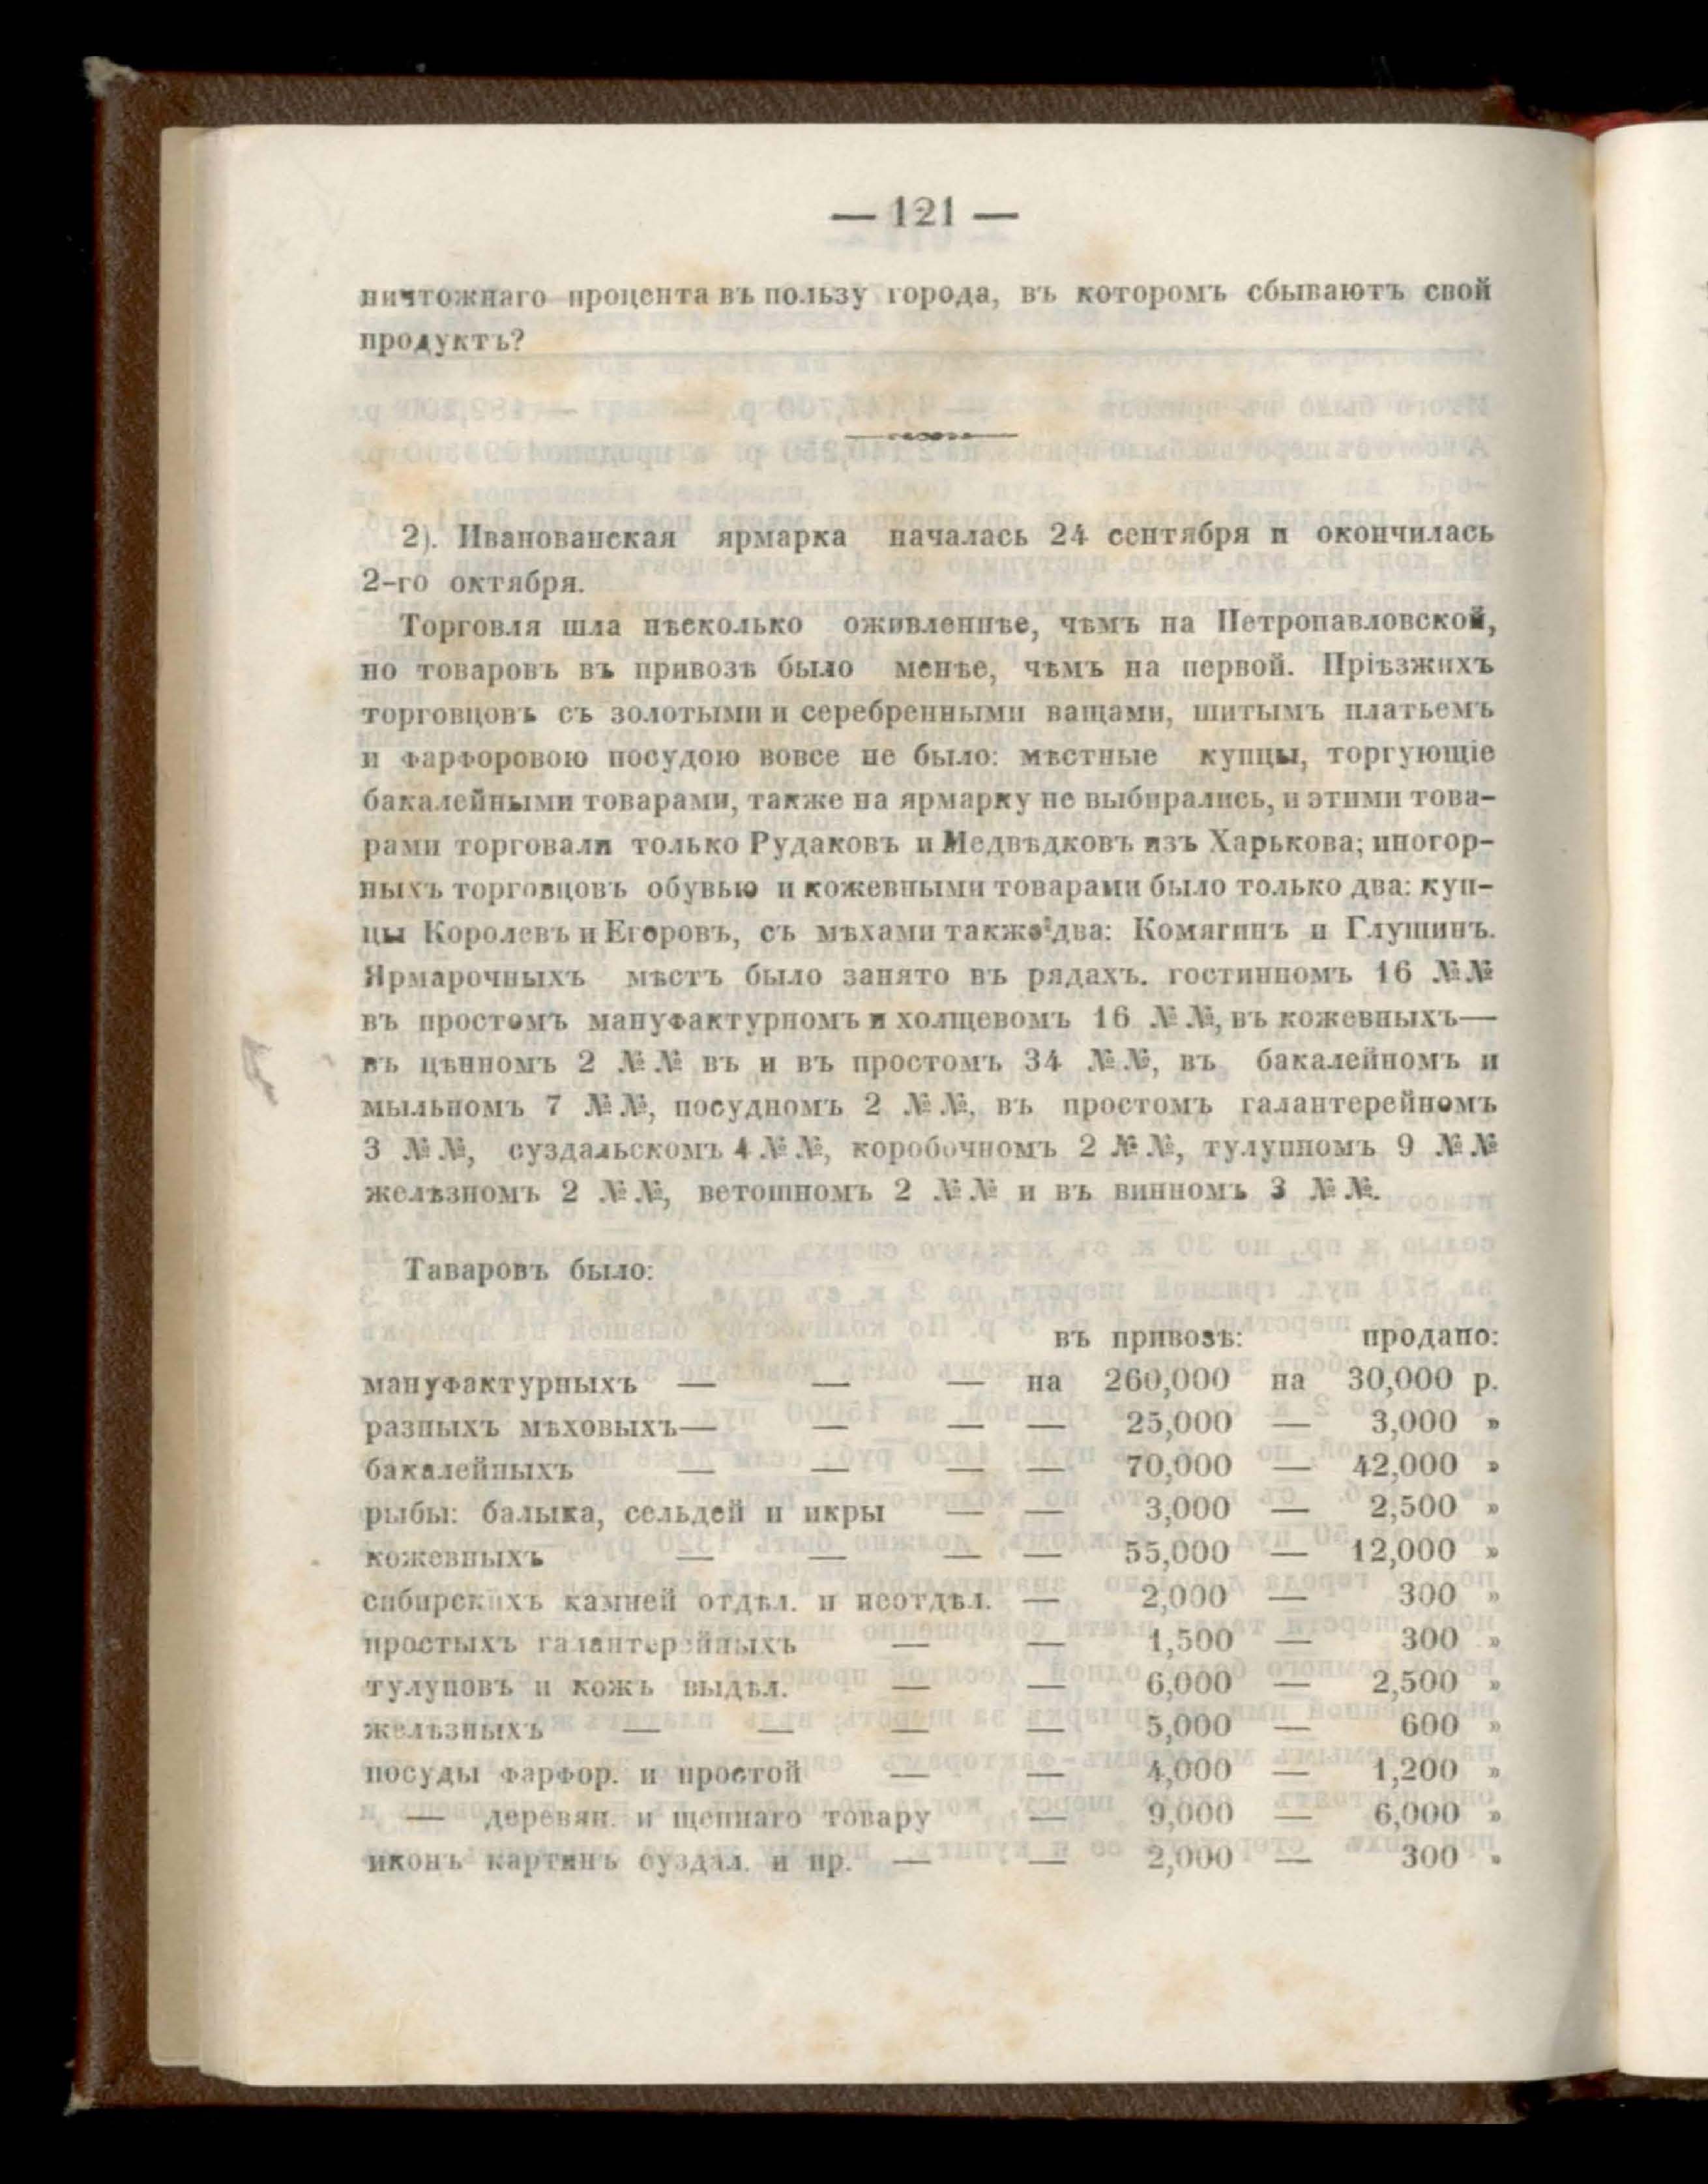 — 121 —
ничтожнаго процента въ пользу города, въ которомъ сбываютъ свой
продуктъ?
2). Иванованская ярмарка началась 24 сентября и окончилась
2-го октября.
Торговля шла нѣсколько оживленнѣе, чѣмъ на Петропавловской,
но товаровъ въ привозѣ было менѣе, чѣмъ на первой. Пріѣзжихъ
торговцовъ съ золотыми и серебренными ващами, шитымъ платьемъ
и фарфоровою посудою вовсе не было: мѣстные купцы, торгующіе
бакалейными товарами, также на ярмарку не выбирались, и этими това-
рами торговали только Рудаковъ и Медвѣдковъ изъ Харькова; иногор-
ныхъ торговцовъ обувью и кожевными товарами было только два: куп-
цы Королевъ и Егоровъ, съ мѣхами также два: Комягинъ и Глушинъ.
Ярмарочныхъ мѣстъ было занято въ рядахъ. гостинномъ 16 №№
въ простомъ мануфактурномъ и холщевомъ 16 №№, въ кожевныхъ—
въ цѣнномъ 2 №№ въ и въ простомъ 34 №№, въ бакалейномъ и
мыльномъ 7 №№, посудномъ 2 №№, въ простомъ галантерейномъ
3 №№, суздальскомъ 4 №№, коробочномъ 2 №№, тулупномъ 9 №№
желѣзномъ 2 №№, ветошномъ 2 №№ и въ винномъ 3 №№.
Таваровъ было:
въ привозѣ: продано:
мануфактурныхъ — — — на 260,000 на 30,000 р.
разныхъ мѣховыхъ— — — — 25,000 — 3,000 »
бакалейныхъ — — — — 70,000 — 42,000 »
рыбы: балыка, сельдей и икры — — 3,000 — 2,500 »
кожевныхъ — — — — 55,000 — 12,000 »
сибирскихъ камней отдѣл. и неотдѣл. — 2,000 — 300 »
простыхъ галантерейныхъ — — 1,500 — 300 »
тулуповъ и кожъ выдѣл. — — 6,000 — 2,500 »
желѣзныхъ — — — — 5,000 — 600 »
посуды фарфор. и простой — — 4,000 — 1,200 »
— деревян. и щепнаго товару — 9,000 — 6,000 »
иконъ картинъ суздал. и пр. — — 2,000 — 300 »